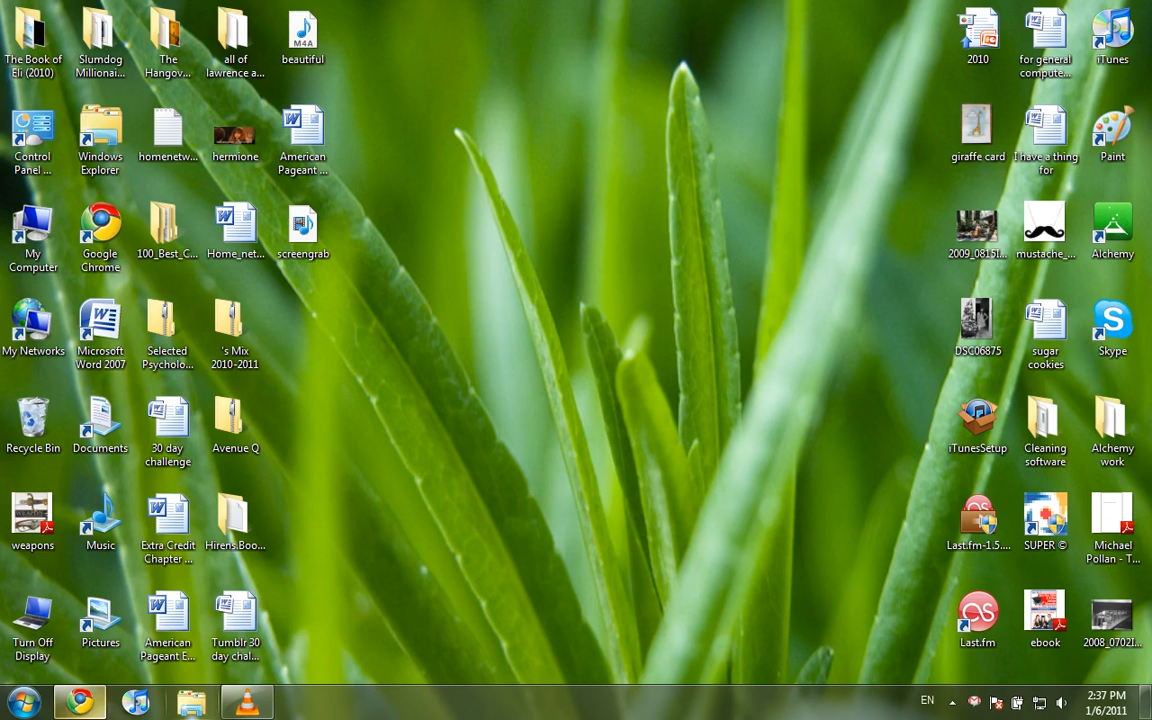 The Book of
Eli (2010)
Slumdog
Millionai...
The
Hangov...
all of
lawrence a...
M4A
beautiful
2010
for general
compute...
iTunes
Control
Panel ...
Windows
Explorer
homenetw...
hermione
American
Pageant ...
giraffe card
I have a thing
for
Paint
My
Computer
Google
Chrome
100_Best_C...
Home_net...
screengrab
2009_0815I...
mustache_...
Alchemy
My Networks
Microsoft
Word 2007
Selected
Psycholo...
's Mix
2010-2011
DSC06875
sugar
cookies
Skype
Recycle Bin
Documents
30 day
challenge
Avenue Q
iTunesSetup
Cleaning
software
Alchemy
work
weapons
Music
Extra Credit
Chapter ...
Hirens.Boo...
Last.fm-1.5....
SUPER ©
Michael
Pollan - T...
Turn Off
Display
Pictures
American
Pageant E...
Tumblr 30
day chal...
Last.fm
ebook
2008_0702I...
EN
2:37 PM
1/6/2011